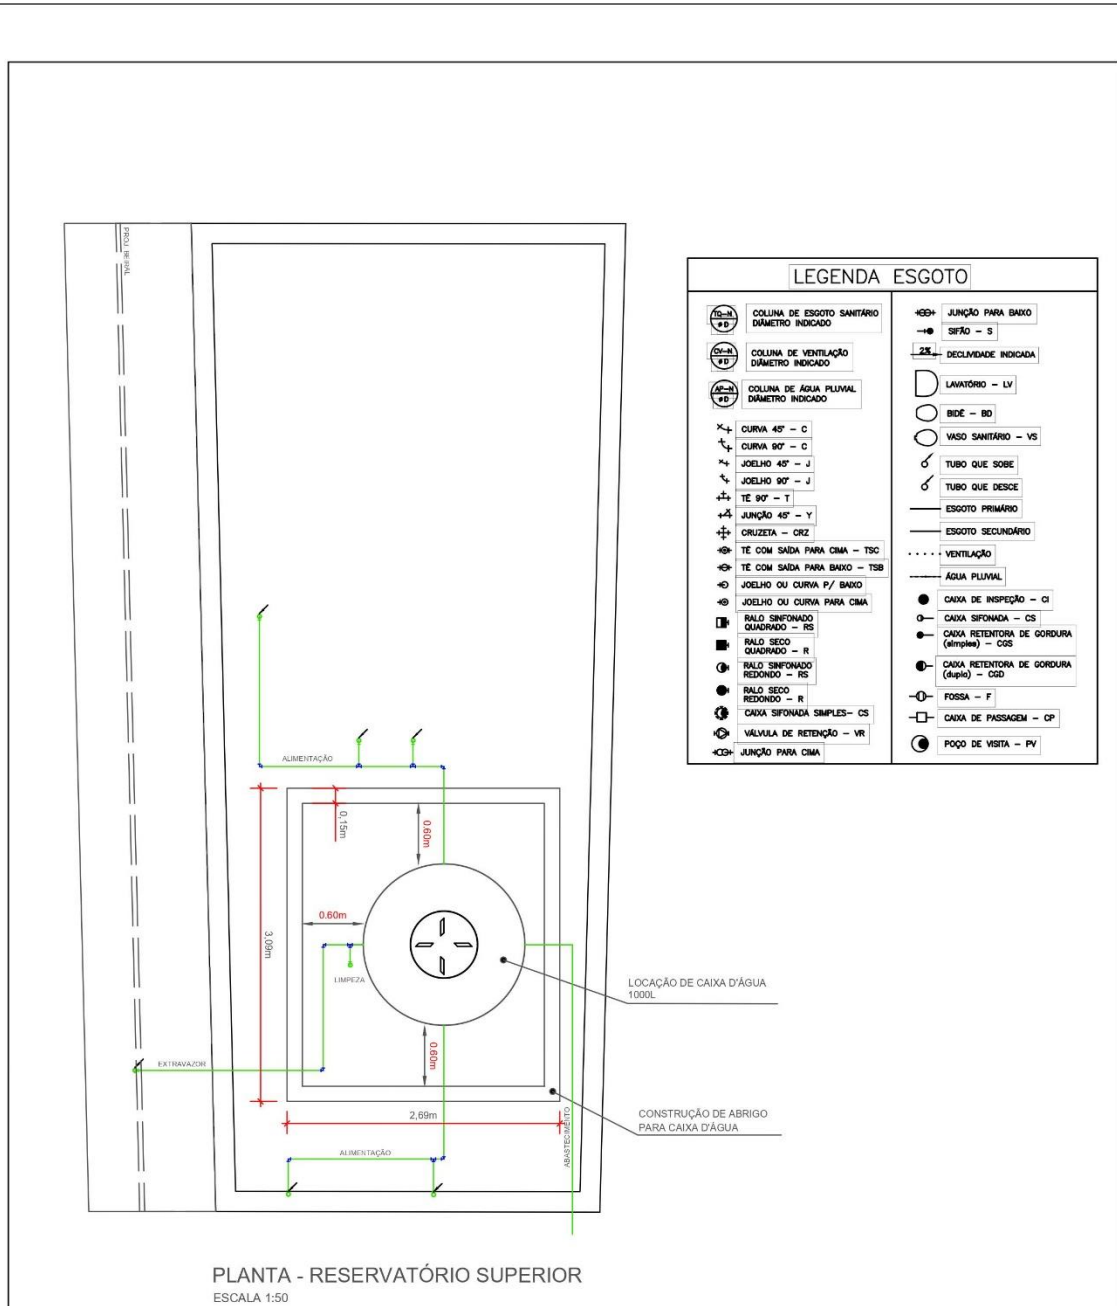 PROJ. BEIRAL
LEGENDA ESGOTO
TQ-N
ø D
COLUNA DE ESGOTO SANITÁRIO
DIÂMETRO INDICADO
CV-N
ø D
COLUNA DE VENTILAÇÃO
DIÂMETRO INDICADO
AP-N
ø D
COLUNA DE ÁGUA PLUVIAL
DIÂMETRO INDICADO
CURVA 45° - C
CURVA 90° - C
JOELHO 45° - J
JOELHO 90° - J
TÊ 90° - T
JUNÇÃO 45° - Y
CRUZETA - CRZ
TÊ COM SAÍDA PARA CIMA - TSC
TÊ COM SAÍDA PARA BAIXO - TSB
JOELHO OU CURVA P/ BAIXO
JOELHO OU CURVA PARA CIMA
RALO SINFONADO
QUADRADO - RS
RALO SECO
QUADRADO - R
RALO SINFONADO
REDONDO - RS
RALO SECO
REDONDO - R
CAIXA SIFONADA SIMPLES- CS
VÁLVULA DE RETENÇÃO - VR
JUNÇÃO PARA CIMA
JUNÇÃO PARA BAIXO
SIFÃO - S
2%
DECLIVIDADE INDICADA
LAVATÓRIO - LV
BIDÊ - BD
VASO SANITÁRIO - VS
TUBO QUE SOBE
TUBO QUE DESCE
ESGOTO PRIMÁRIO
ESGOTO SECUNDÁRIO
VENTILAÇÃO
ÁGUA PLUVIAL
CAIXA DE INSPEÇÃO - CI
CAIXA SIFONADA - CS
CAIXA RETENTORA DE GORDURA
(simples) - CGS
CAIXA RETENTORA DE GORDURA
(dupla) - CGD
FOSSA - F
CAIXA DE PASSAGEM - CP
POÇO DE VISITA - PV
ALIMENTAÇÃO
0,15m
0.60m
0.60m
3,09m
LIMPEZA
LOCAÇÃO DE CAIXA D'ÁGUA
1000L
0.60m
EXTRAVAZOR
2,69m
ABASTECIMENTO
CONSTRUÇÃO DE ABRIGO
PARA CAIXA D'ÁGUA
ALIMENTAÇÃO
PLANTA - RESERVATÓRIO SUPERIOR
ESCALA 1:50